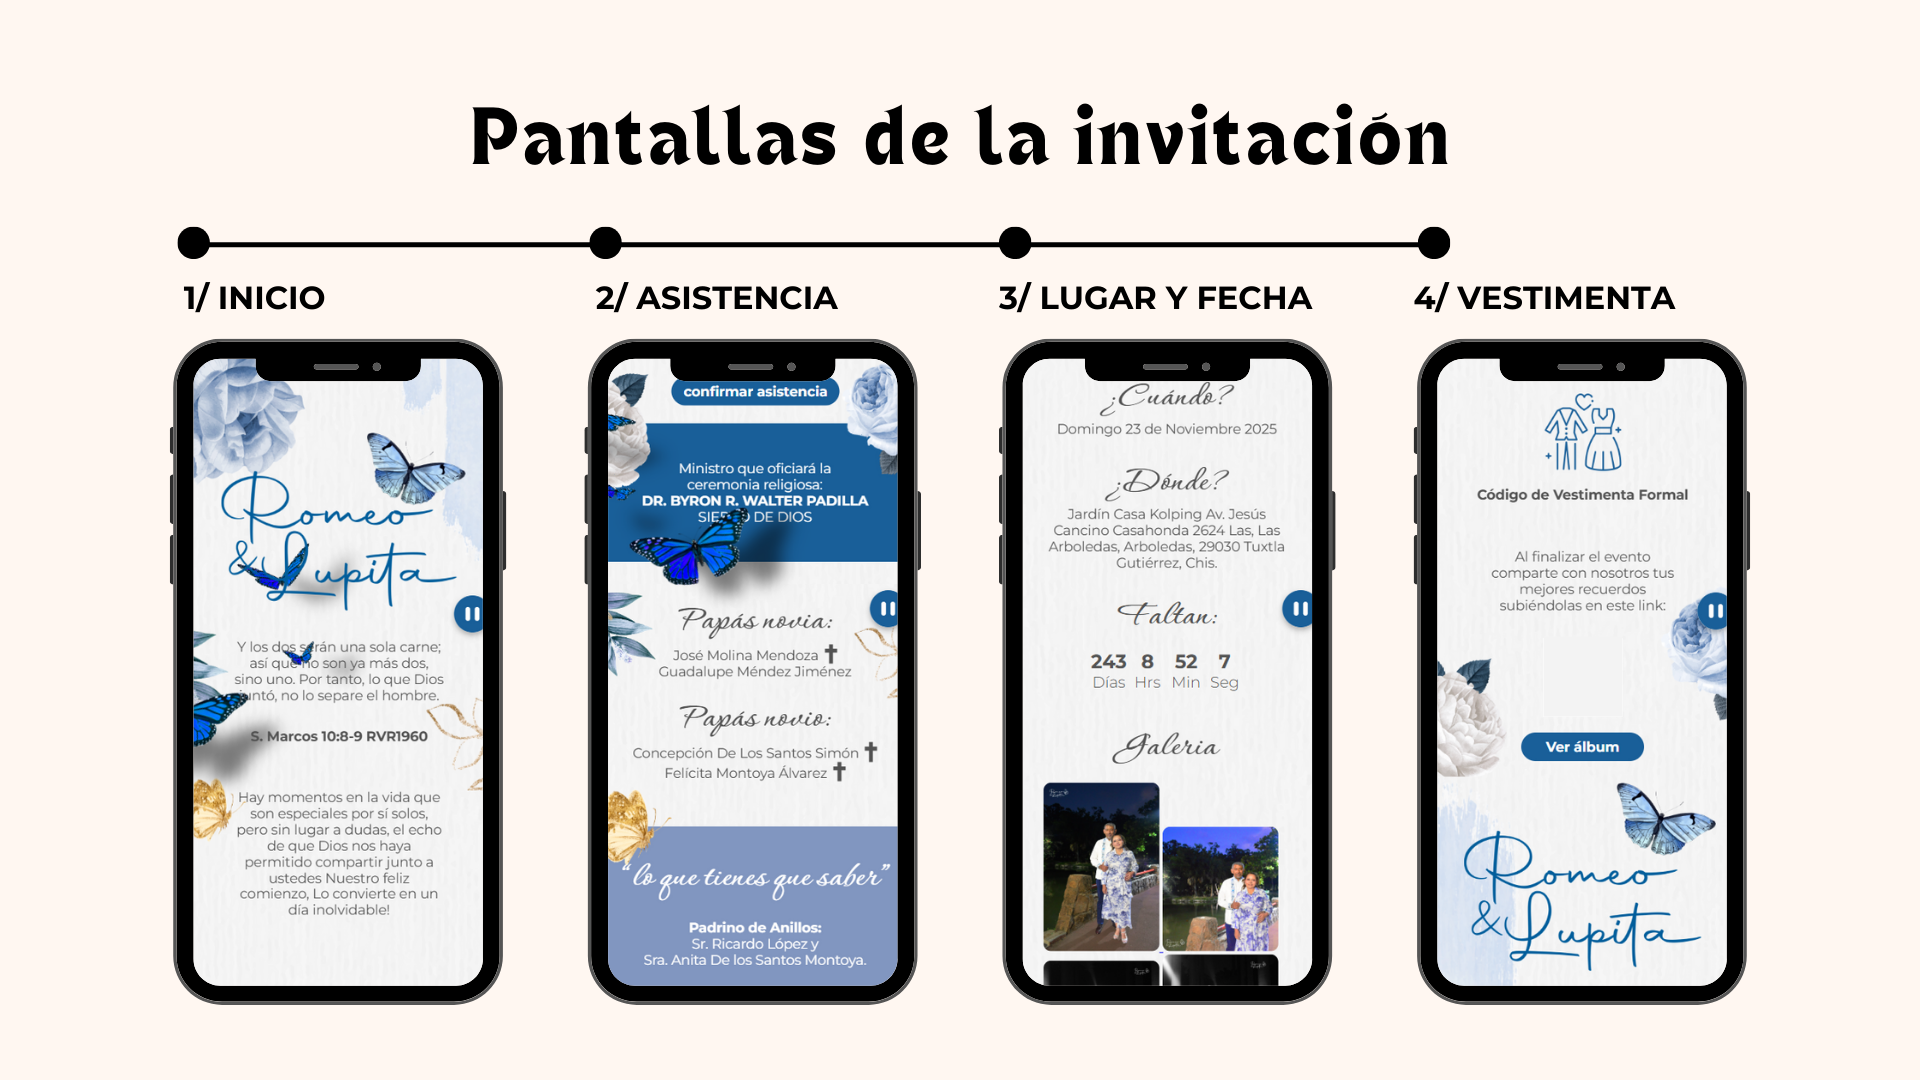 Pantallas de la invitación
1/ INICIO
2/ ASISTENCIA
3/ LUGAR Y FECHA
4/ VESTIMENTA
Romeo
& Lupita
Y los dos serán una sola carne;
así que no son ya más dos,
sino uno. Por tanto, lo que Dios
juntó, no lo separe el hombre.
S. Marcos 10:8-9 RVR1960
Hay momentos en la vida que
son especiales por sí solos,
pero sin lugar a dudas, el echo
de que Dios nos haya
permitido compartir junto a
ustedes Nuestro feliz
comienzo, Lo convierte en un
día inolvidable!
confirmar asistencia
Ministro que oficiará la
ceremonia religiosa:
DR. BYRON R. WALTER PADILLA
SIERVO DE DIOS
Papás novia:
José Molina Mendoza ✝
Guadalupe Méndez Jiménez
Papás novio:
Concepción De Los Santos Simón ✝
Felícita Montoya Álvarez ✝
“lo que tienes que saber”
Padrino de Anillos:
Sr. Ricardo López y
Sra. Anita De los Santos Montoya.
¿Cuándo?
Domingo 23 de Noviembre 2025
¿Dónde?
Jardín Casa Kolping Av. Jesús
Cancino Casahonda 2624 Las, Las
Arboledas, Arboledas, 29030 Tuxtla
Gutiérrez, Chis.
Faltan:
243 8 52 7
Días Hrs Min Seg
Galeria
Código de Vestimenta Formal
Al finalizar el evento
comparte con nosotros tus
mejores recuerdos
subiéndolas en este link:
Ver álbum
Romeo
& Lupita